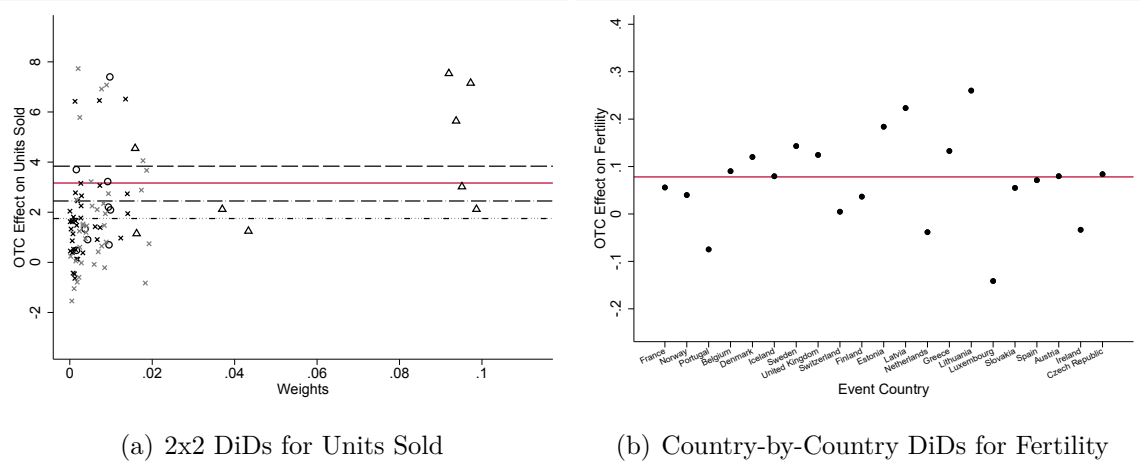 OTC Effect on Units Sold
8
6
4
2
0
-2
0 .02 .04 .06 .08 .1
Weights
(a) 2x2 DiDs for Units Sold
OTC Effect on Fertility
.4
.3
.2
.1
0
-.1
-.2
France
Norway
Portugal
Belgium
Denmark
Iceland
Sweden
United Kingdom
Switzerland
Finland
Estonia
Latvia
Netherlands
Greece
Lithuania
Luxembourg
Slovakia
Spain
Austria
Ireland
Czech Republic
Event Country
(b) Country-by-Country DiDs for Fertility